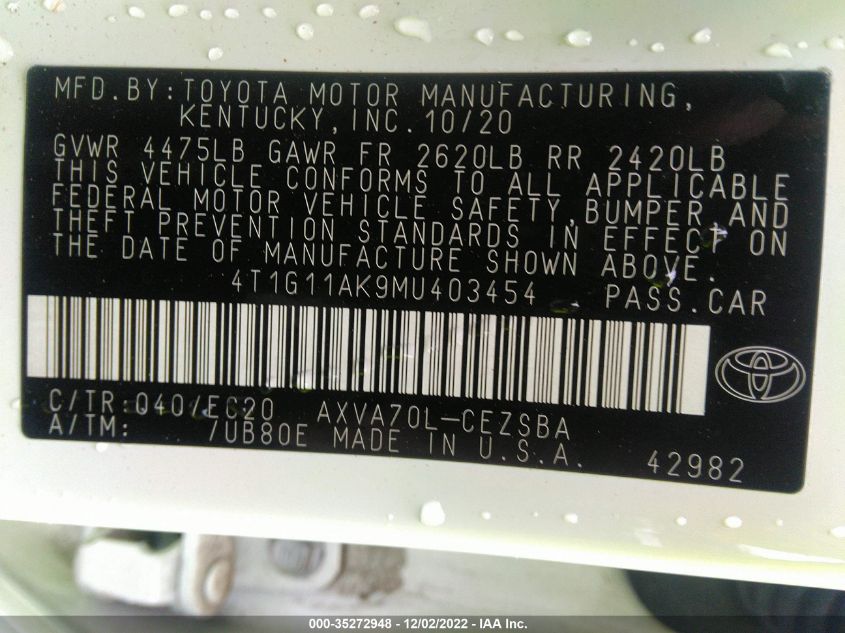 MFD.BY:TOYOTA MOTOR MANUFACTURING,
KENTUCKY,INC.10/20
GVWR 4475LB GAWR FR 2620LB RR 2420LB
THIS VEHICLE CONFORMS TO ALL APPLICABLE
FEDERAL MOTOR VEHICLE SAFETY,BUMPER,AND
THEFT PREVENTION STANDARDS IN EFFECT ON
THE DATE OF MANUFACTURE SHOWN ABOVE.
4T1G11AK9MU403454 PASS.CAR
C/TR:040/EC20 AXVA70L-CEZSBA
A/TM: /UB80E MADE IN U.S.A. 42982
000-35272948 - 12/02/2022 - IAA Inc.